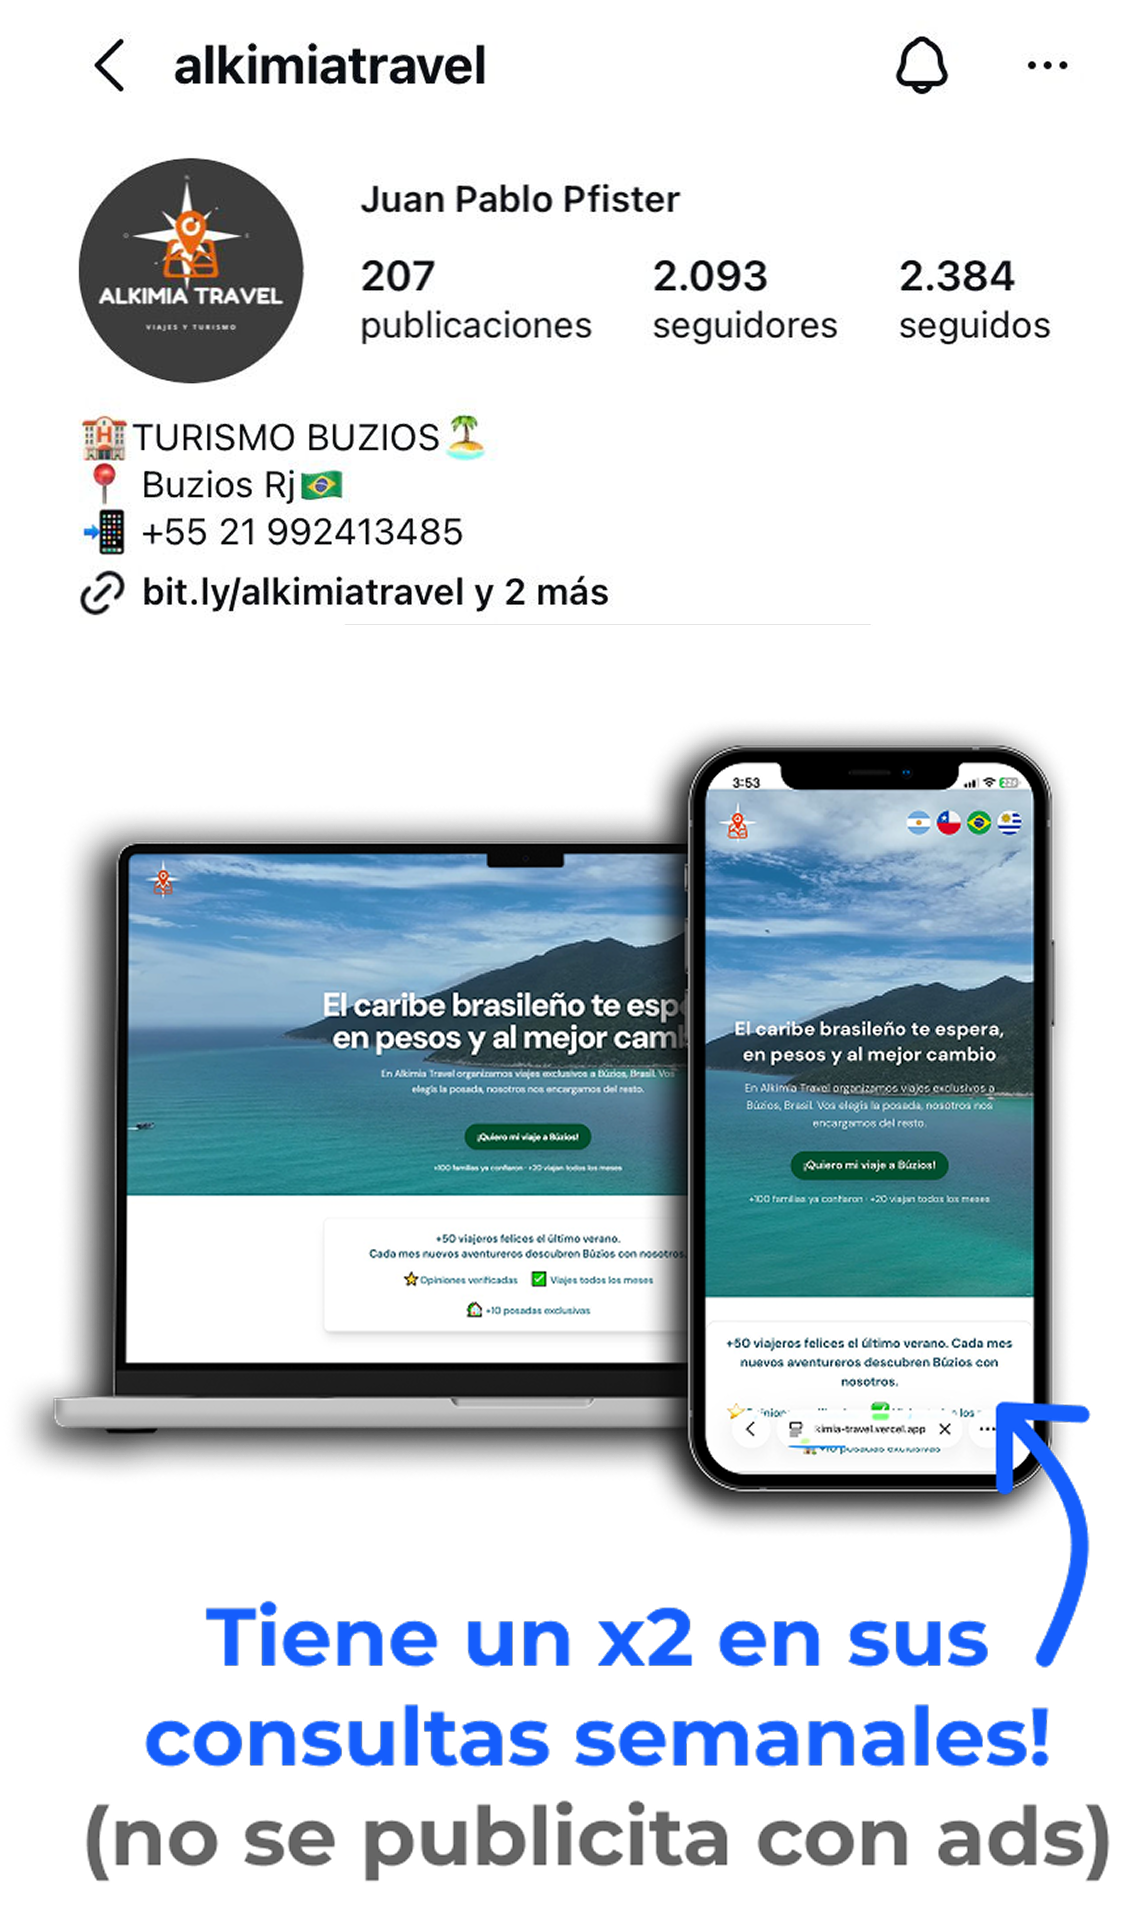 alkimiatravel
ALKIMIA TRAVEL
VIAJES Y TURISMO
Juan Pablo Pfister
207 2.093 2.384
publicaciones seguidores seguidos
TURISMO BUZIOS
Buzios Rj
+55 21 992413485
bit.ly/alkimiatravel y 2 más
El caribe brasileño te esp
en pesos y al mejor camb
En Alkimia Travel organizamos viajes exclusivos a Búzios, Brasil. Vos
elegís la posada, nosotros nos encargamos del resto.
¡Quiero mi viaje a Búzios!
+100 familias ya confiaron · +20 viajan todos los meses
+50 viajeros felices el último verano.
Cada mes nuevos aventureros descubren Búzios con nosotros.
Opiniones verificadas Viajes todos los meses
+10 posadas exclusivas
3:53
El caribe brasileño te espera,
en pesos y al mejor cambio
En Alkimia Travel organizamos viajes exclusivos a
Búzios, Brasil. Vos elegís la posada, nosotros nos
encargamos del resto.
¡Quiero mi viaje a Búzios!
+100 familias ya confiaron · +20 viajan todos los meses
+50 viajeros felices el último verano. Cada mes
nuevos aventureros descubren Búzios con
nosotros.
kimia-travel.vercel.app
+10 posadas exclusivas
Tiene un x2 en sus
consultas semanales!
(no se publicita con ads)